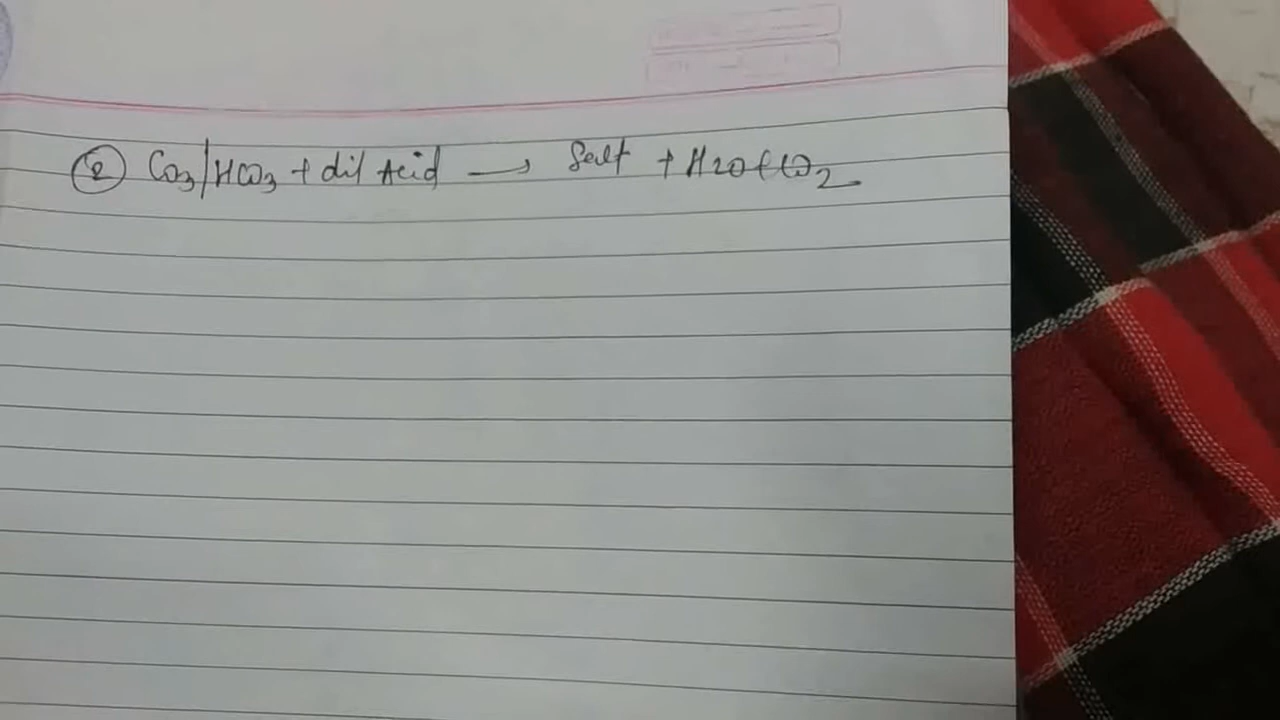 ② CO3/HCO3 + dil Acid → Salt + H2O + CO2